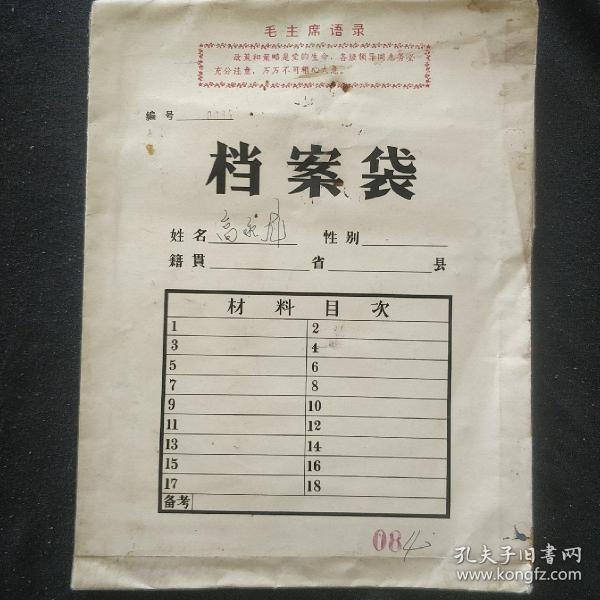 毛主席语录
政策和策略是党的生命，各级领导同志务必
充分注意，万万不可粗心大意。
编号
档案袋
姓名 高 性别
籍貫 省 县
材料目次
1 2
3 4
5 6
7 8
9 10
11 12
13 14
15 16
17 18
备考
084
孔夫子旧书网
www.kongfz.com